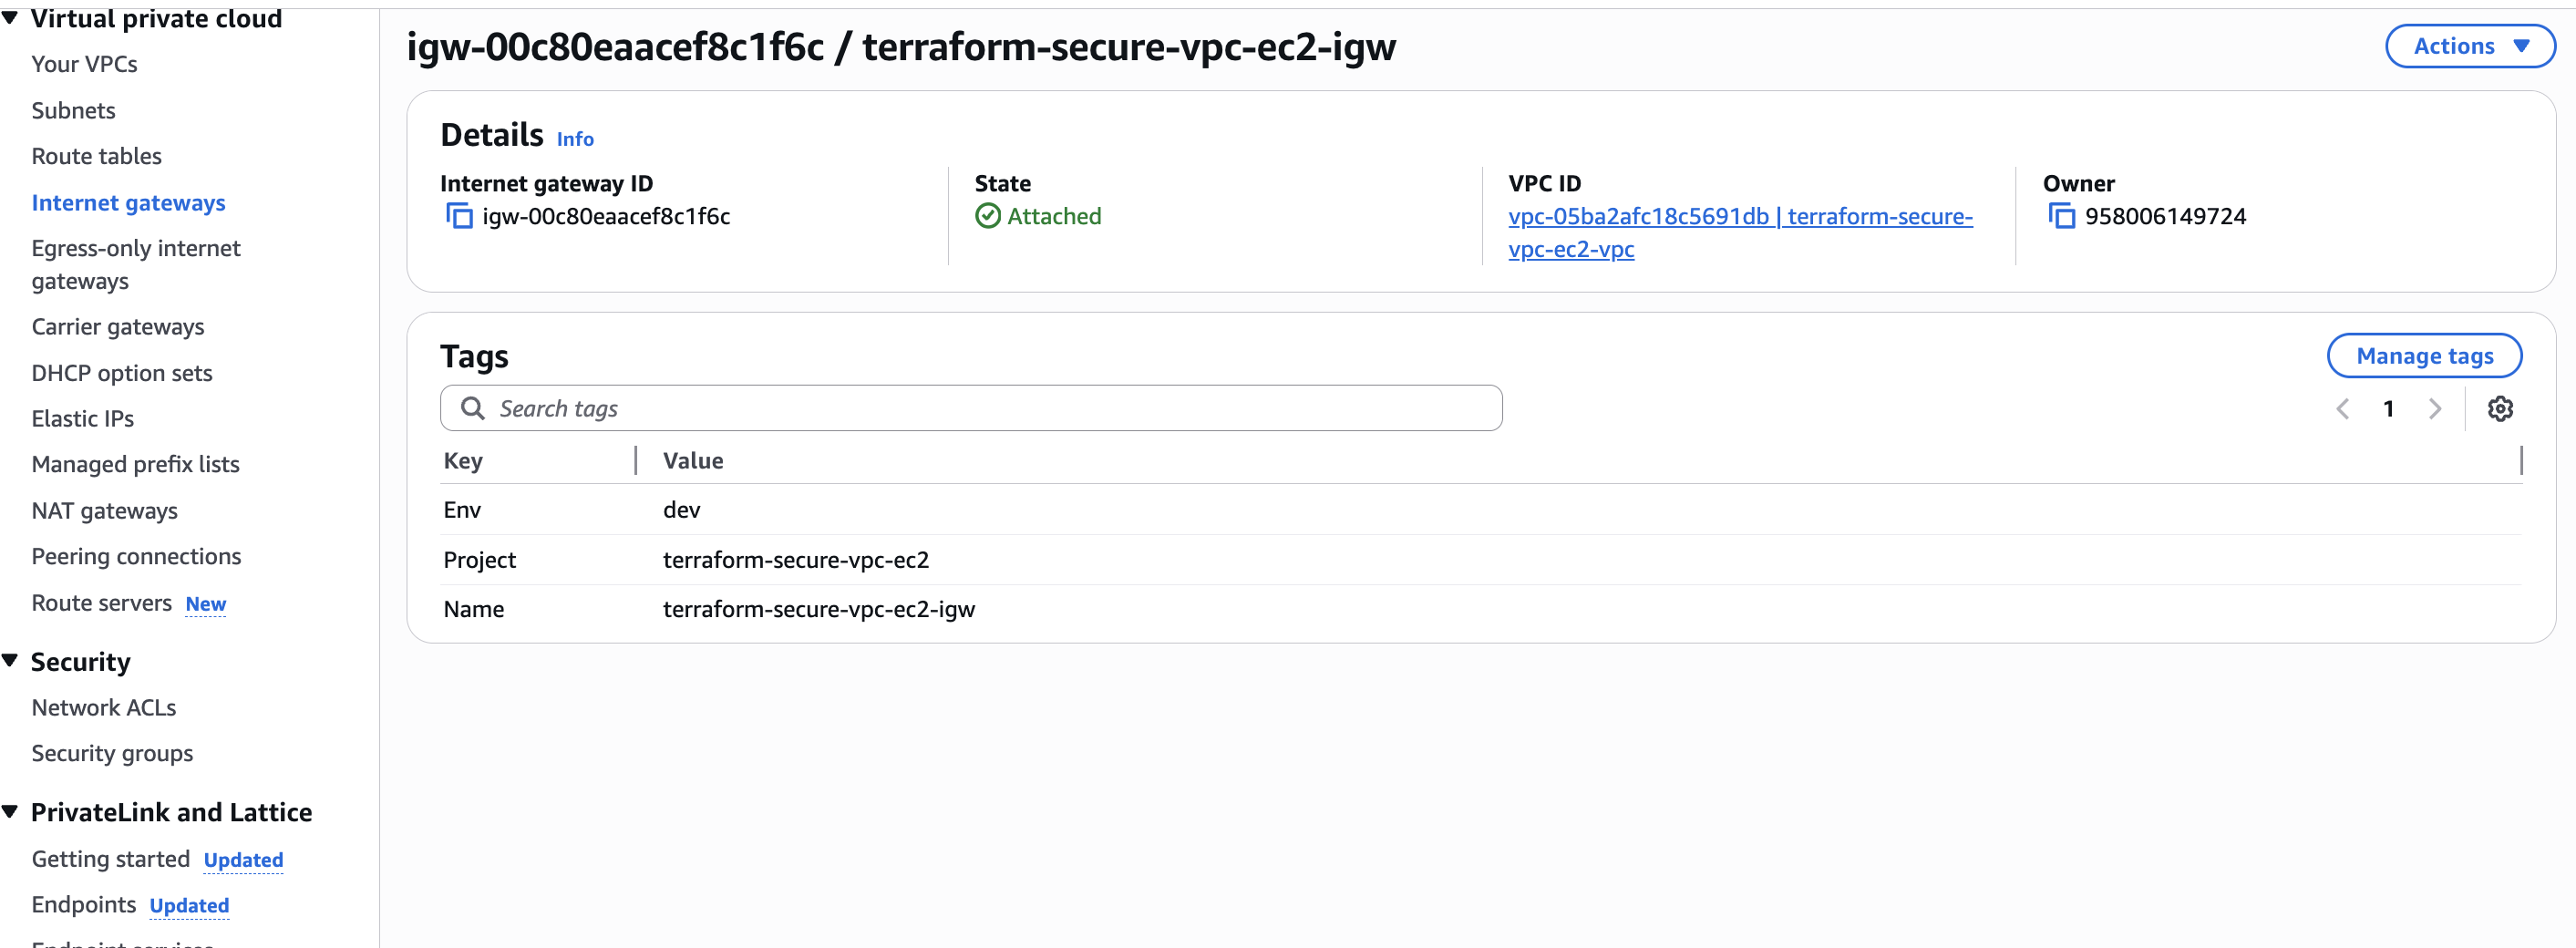 Virtual private cloud
Your VPCs
Subnets
Route tables
Internet gateways
Egress-only internet
gateways
Carrier gateways
DHCP option sets
Elastic IPs
Managed prefix lists
NAT gateways
Peering connections
Route servers New
Security
Network ACLs
Security groups
PrivateLink and Lattice
Getting started Updated
Endpoints Updated
Endpoint services
igw-00c80eaacef8c1f6c / terraform-secure-vpc-ec2-igw
Actions
Details Info
Internet gateway ID
igw-00c80eaacef8c1f6c
State
Attached
VPC ID
vpc-05ba2afc18c5691db | terraform-secure-
vpc-ec2-vpc
Owner
958006149724
Tags
Manage tags
Search tags
1
Key Value
Env dev
Project terraform-secure-vpc-ec2
Name terraform-secure-vpc-ec2-igw